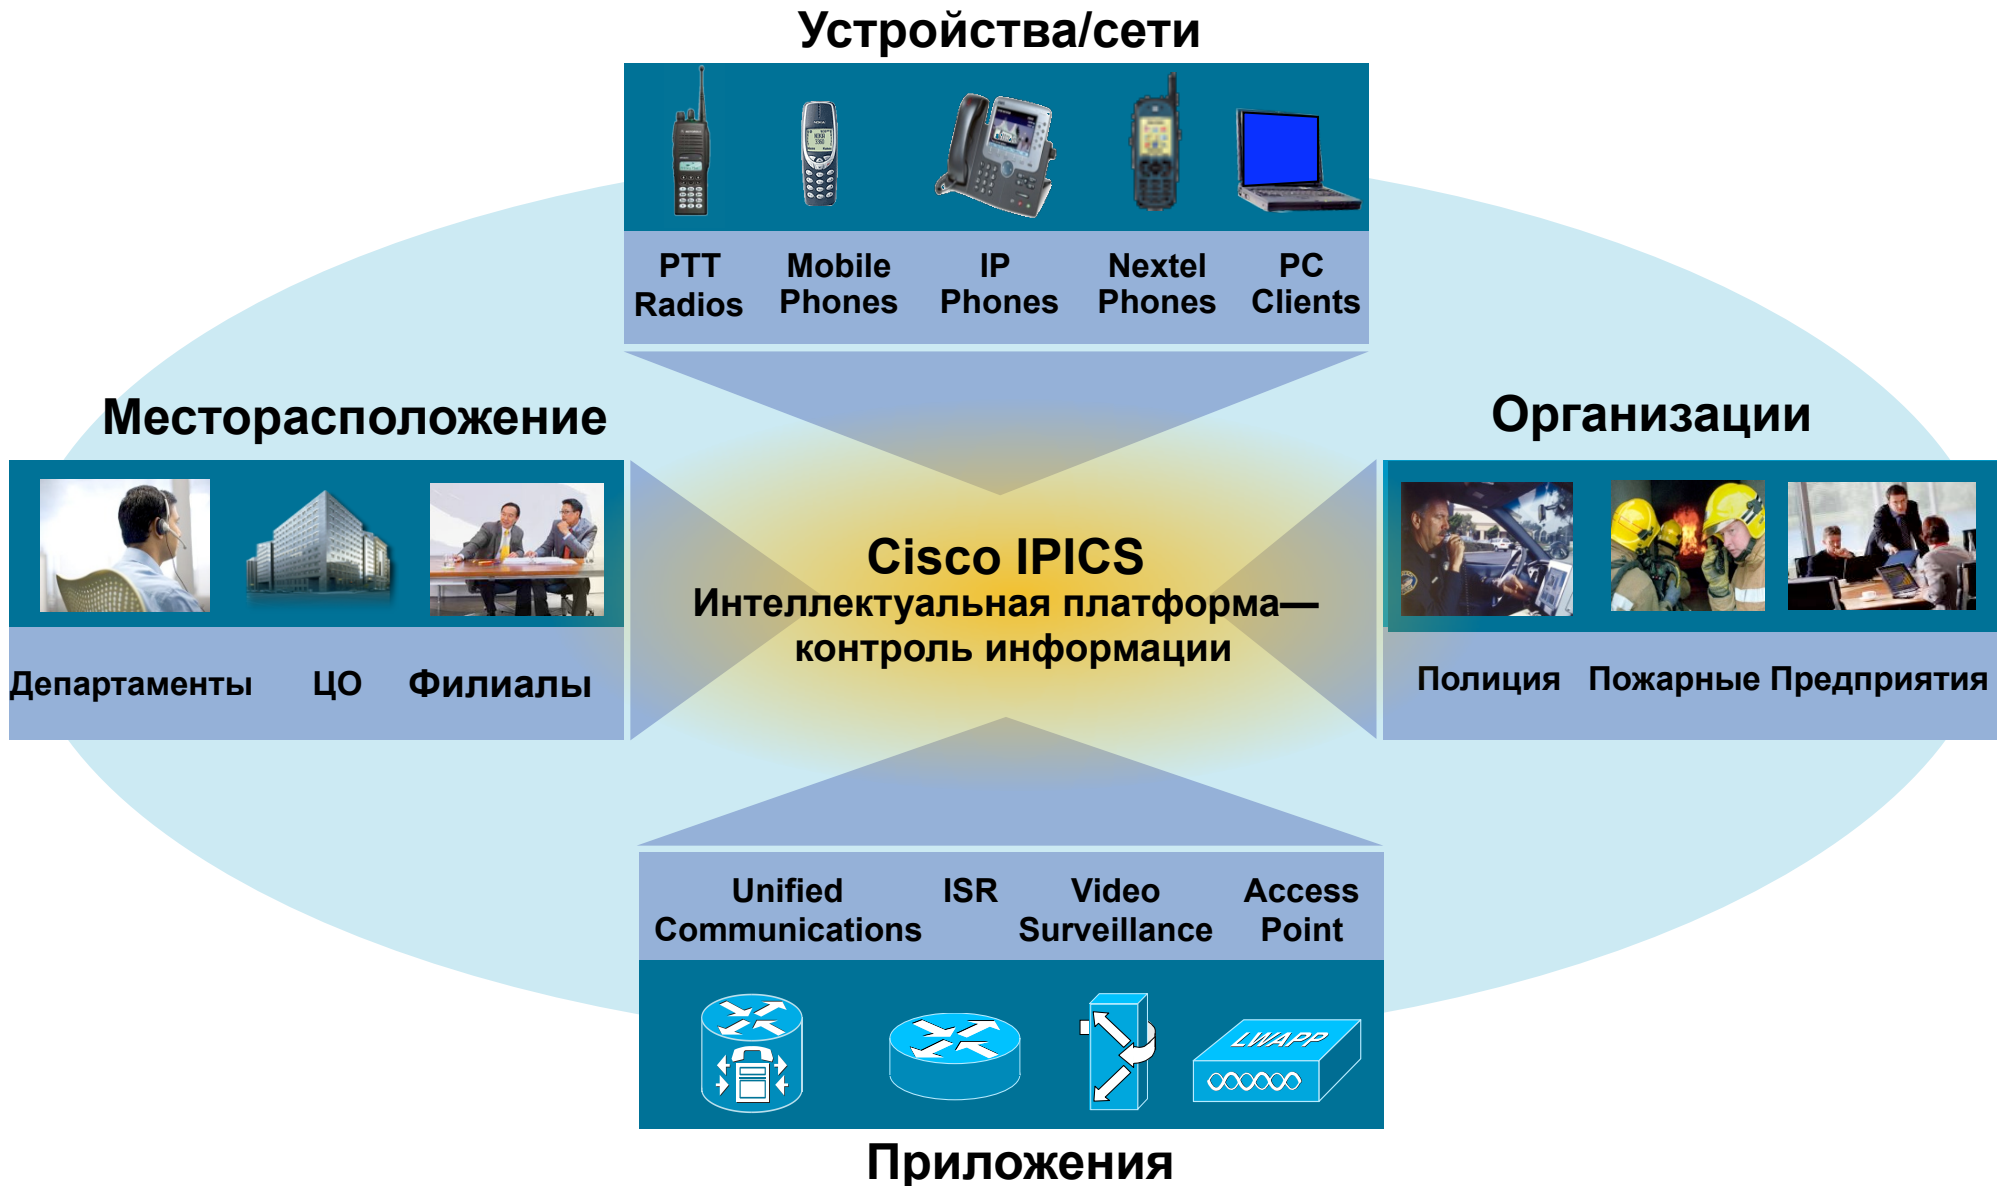 Устройства/сети
PTT Radios
Mobile Phones
IP Phones
Nextel Phones
PC Clients
Месторасположение
Департаменты
ЦО
Филиалы
Организации
Полиция
Пожарные
Предприятия
Cisco IPICS
Интеллектуальная платформа—
контроль информации
Unified Communications
ISR
Video Surveillance
Access Point
LWAPP
Приложения